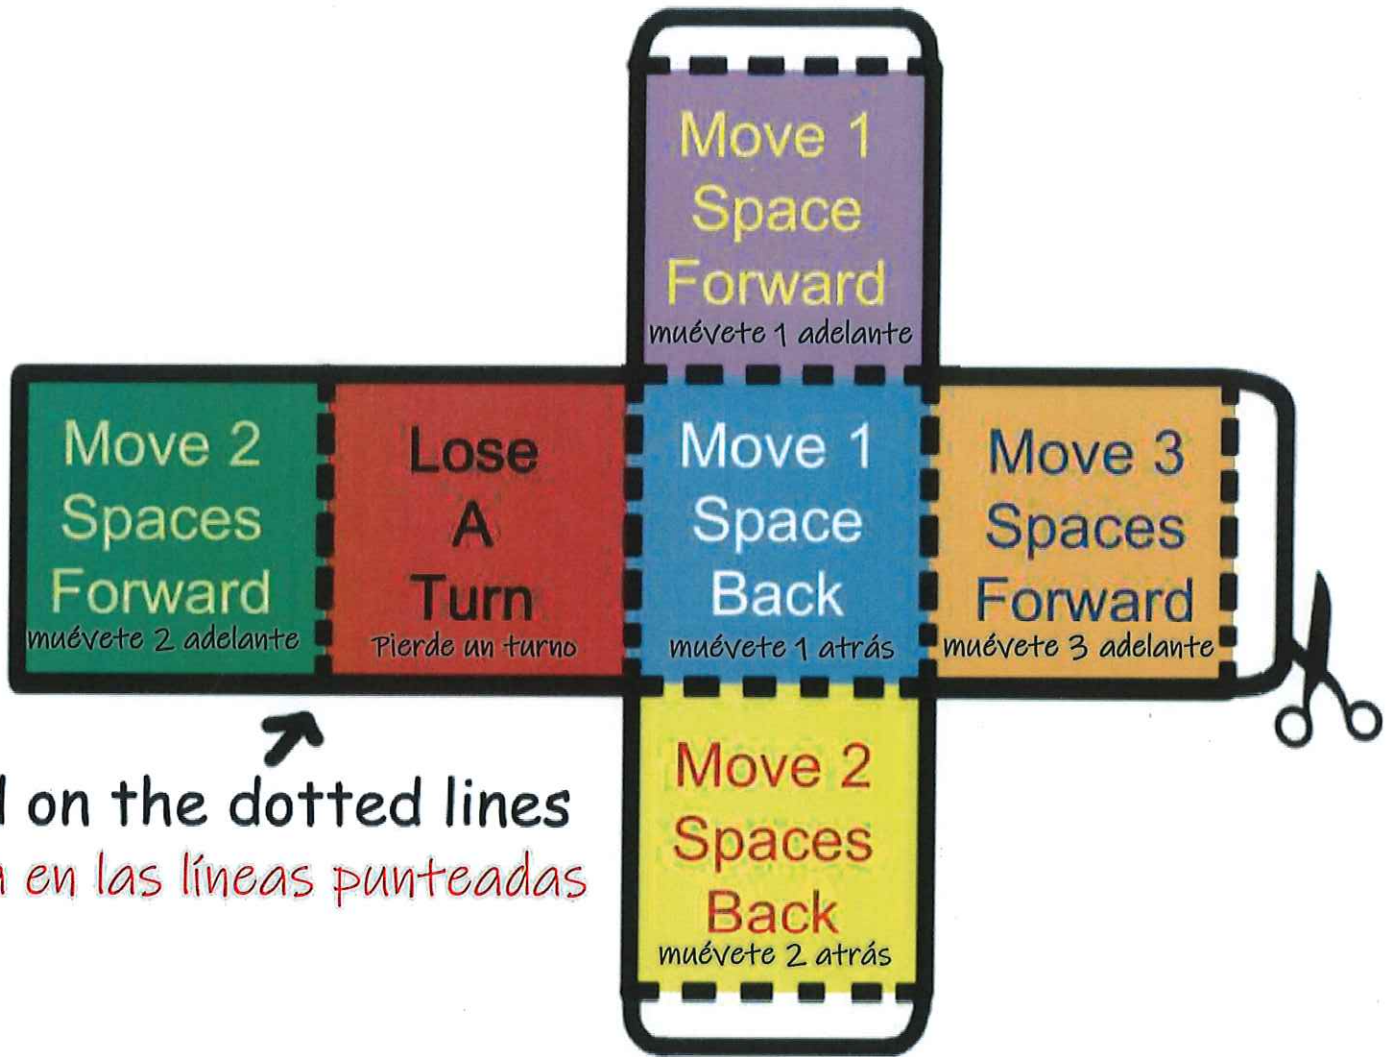 Move 1
Space
Forward
muévete 1 adelante
Move 2
Spaces
Forward
muévete 2 adelante
Lose
A
Turn
Pierde un turno
Move 1
Space
Back
muévete 1 atrás
Move 3
Spaces
Forward
muévete 3 adelante
on the dotted lines
en las líneas punteadas
Move 2
Spaces
Back
muévete 2 atrás